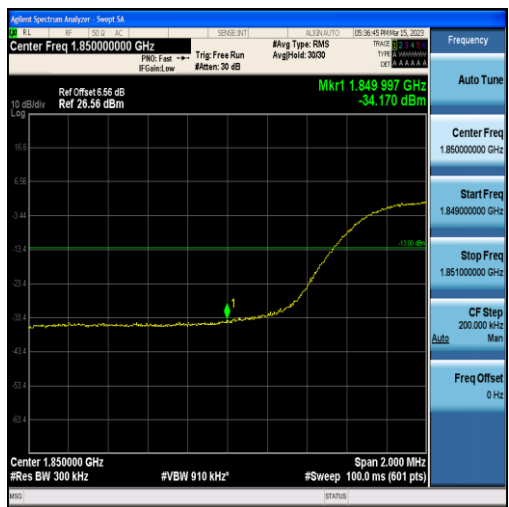 Agilent Spectrum Analyzer - Swept SA
RL RF 50 Ω AC SENSE:INT ALIGN AUTO 05:36:45 PM Mar 15, 2023
Center Freq 1.850000000 GHz
PNO: Fast
IFGain:Low
Trig: Free Run
#Atten: 30 dB
#Avg Type: RMS
Avg|Hold: 30/30
TRACE 1 2 3 4 5 6
TYPE
DET A A A A A A
Ref Offset 6.56 dB
Ref 26.56 dBm
10 dB/div
Log
Mkr1 1.849 997 GHz
-34.170 dBm
16.6
6.56
-3.44
-13.4
-23.4
-33.4
-43.4
-53.4
-63.4
-13.00 dBm
1
Center 1.850000 GHz
Span 2.000 MHz
#Res BW 300 kHz
#VBW 910 kHz*
#Sweep 100.0 ms (601 pts)
MSG
STATUS
Frequency
Auto Tune
Center Freq
1.850000000 GHz
Start Freq
1.849000000 GHz
Stop Freq
1.851000000 GHz
CF Step
200.000 kHz
Auto Man
Freq Offset
0 Hz